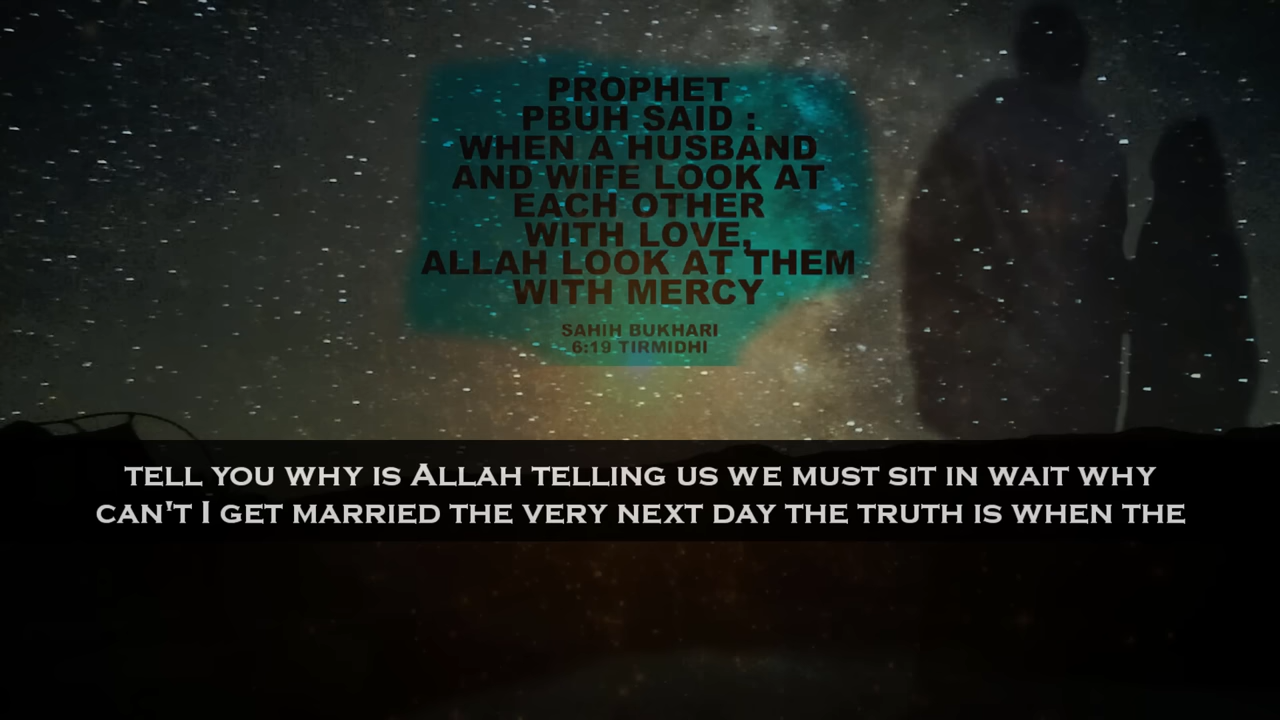 PROPHET
PBUH SAID :
WHEN A HUSBAND
AND WIFE LOOK AT
EACH OTHER
WITH LOVE,
ALLAH LOOK AT THEM
WITH MERCY
SAHIH BUKHARI
6:19 TIRMIDHI
TELL YOU WHY IS ALLAH TELLING US WE MUST SIT IN WAIT WHY
CAN'T I GET MARRIED THE VERY NEXT DAY THE TRUTH IS WHEN THE